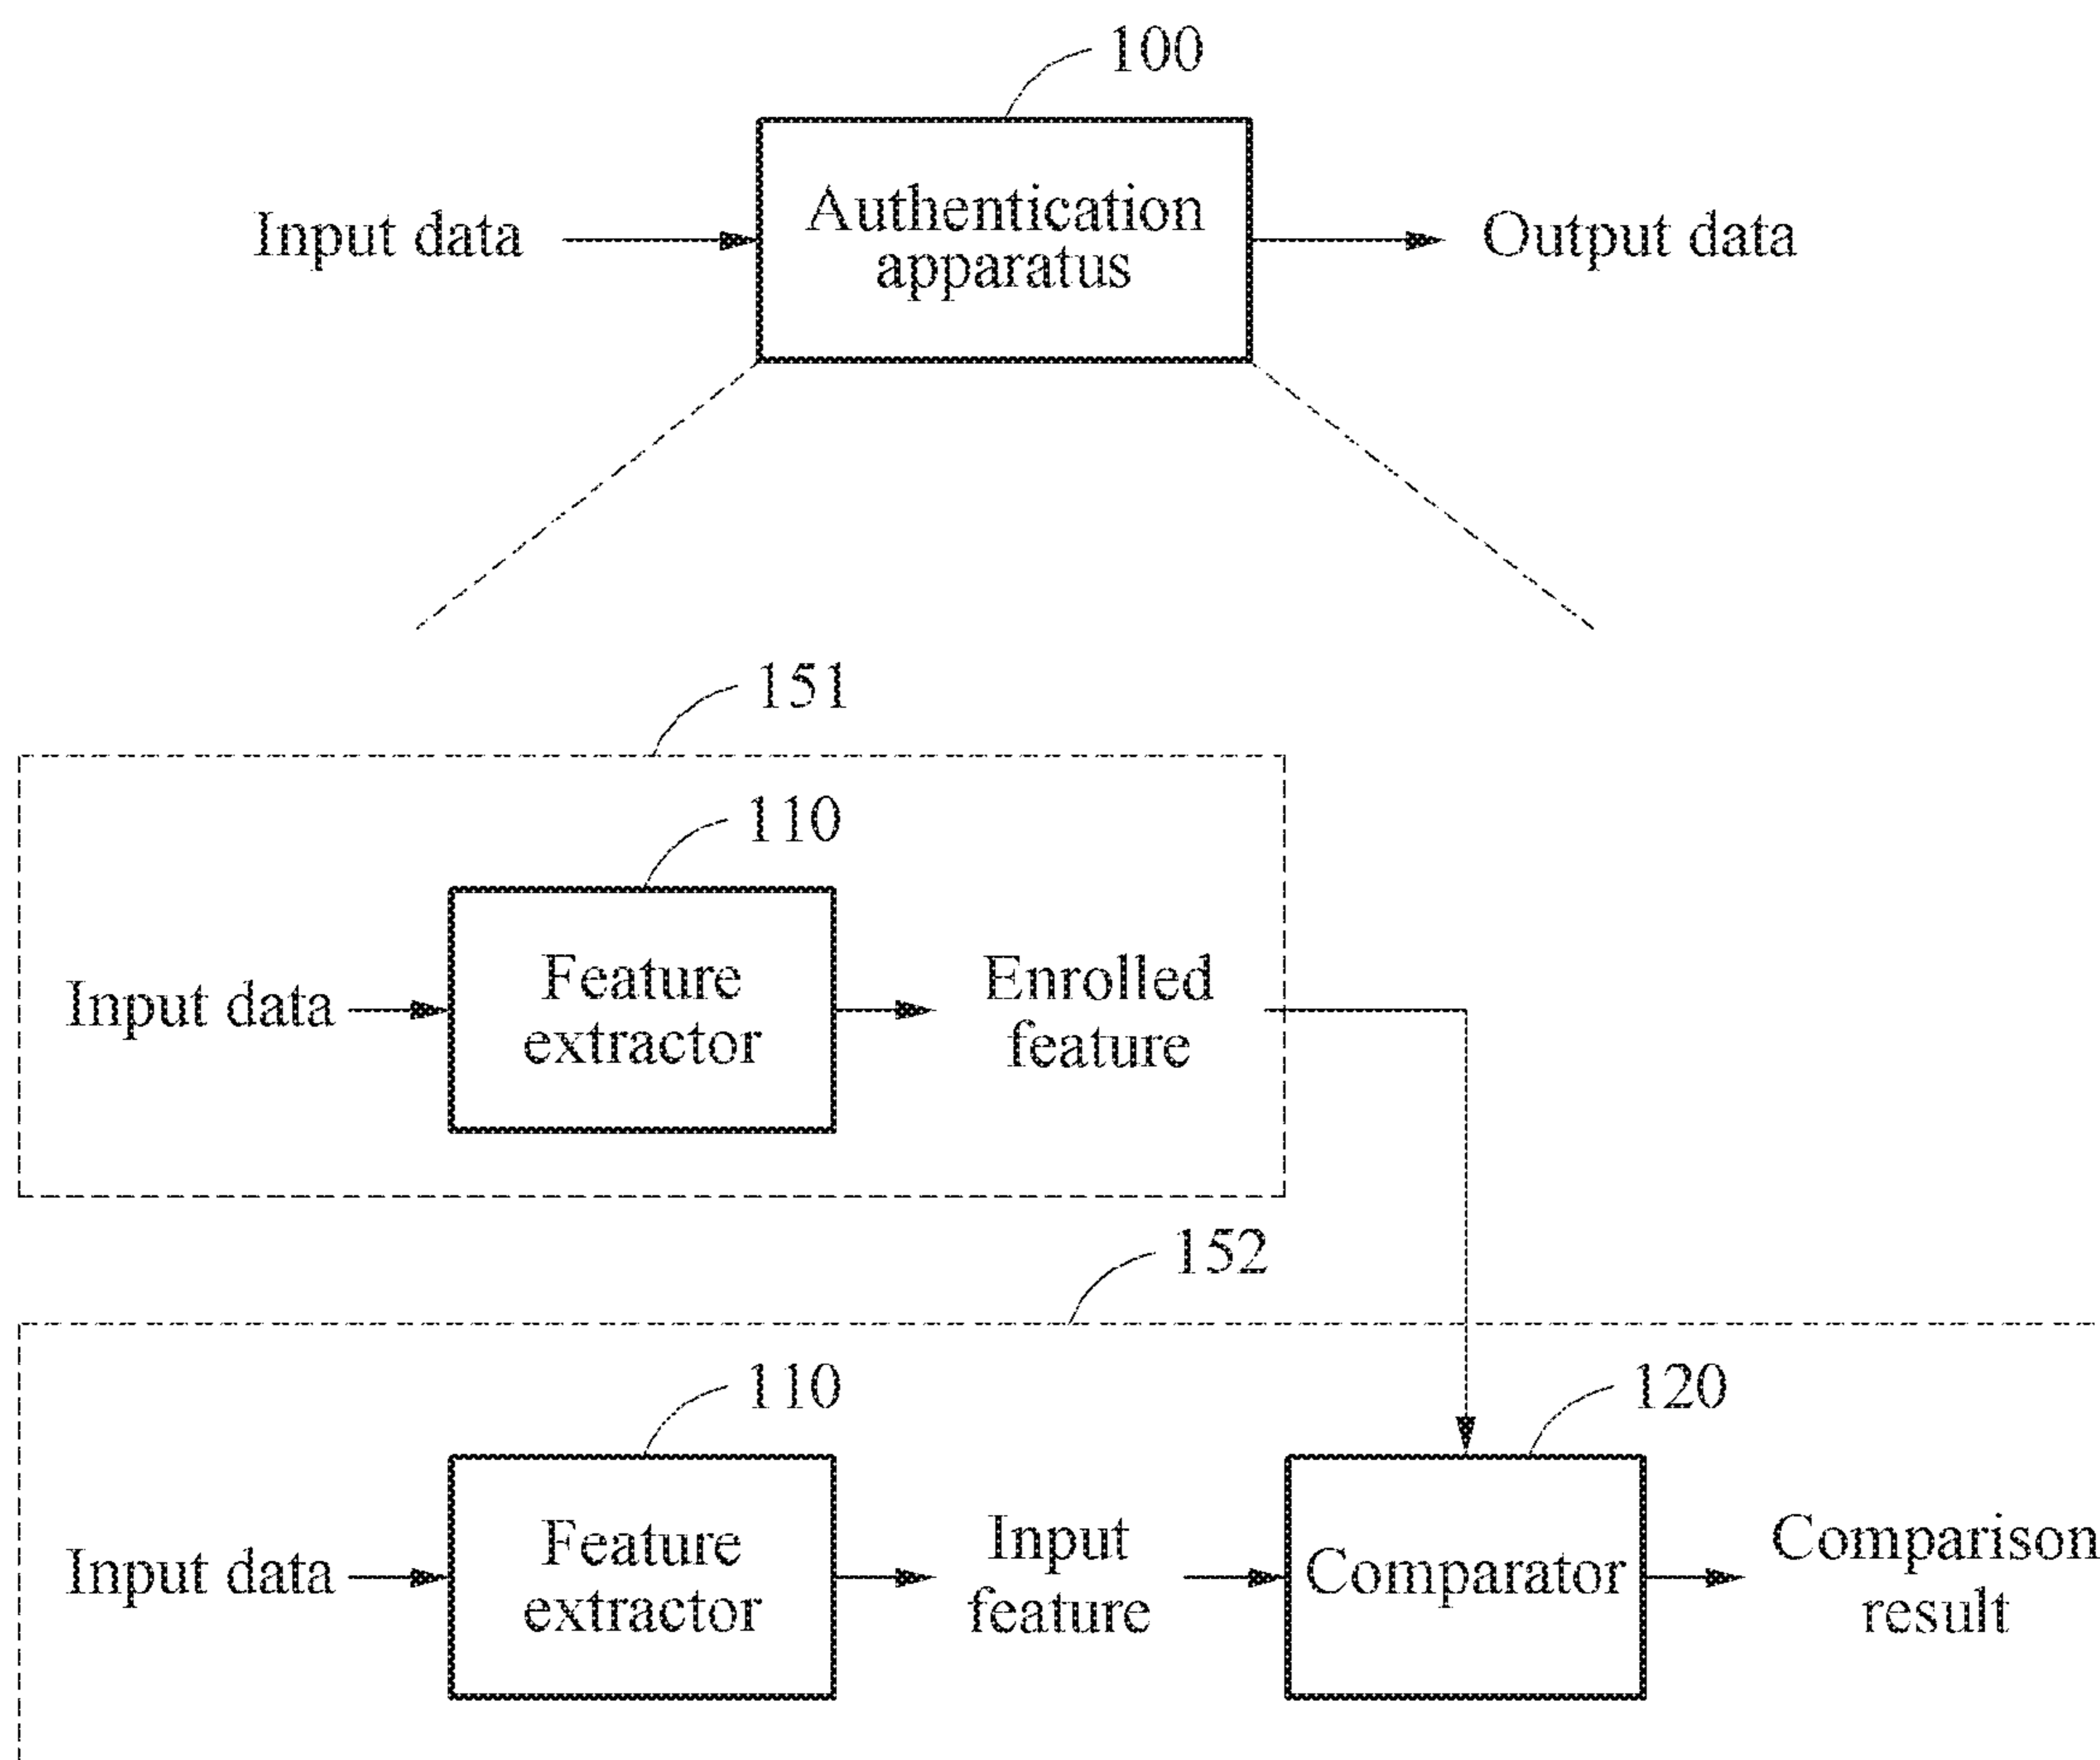 100
Input data
Authentication
apparatus
Output data
151
110
Input data
Feature
extractor
Enrolled
feature
152
110
120
Input data
Feature
extractor
Input
feature
Comparator
Comparison
result